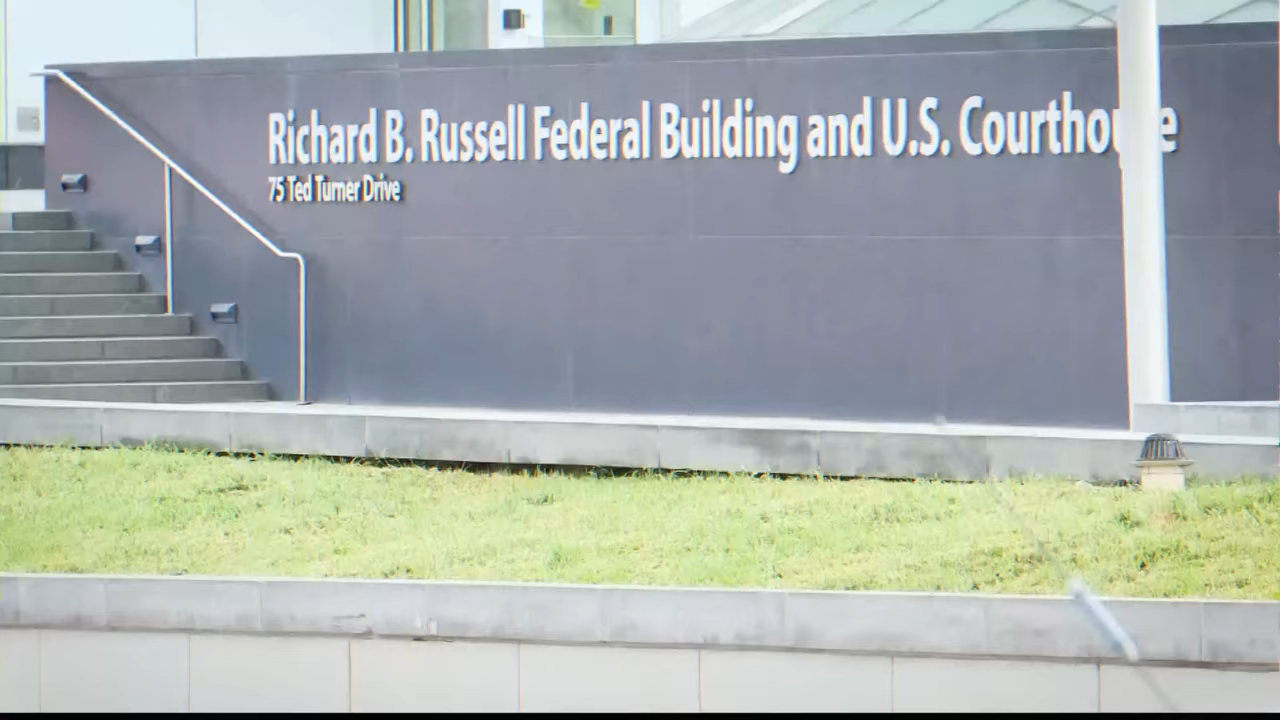 Richard B. Russell Federal Building and U.S. Courthouse
75 Ted Turner Drive